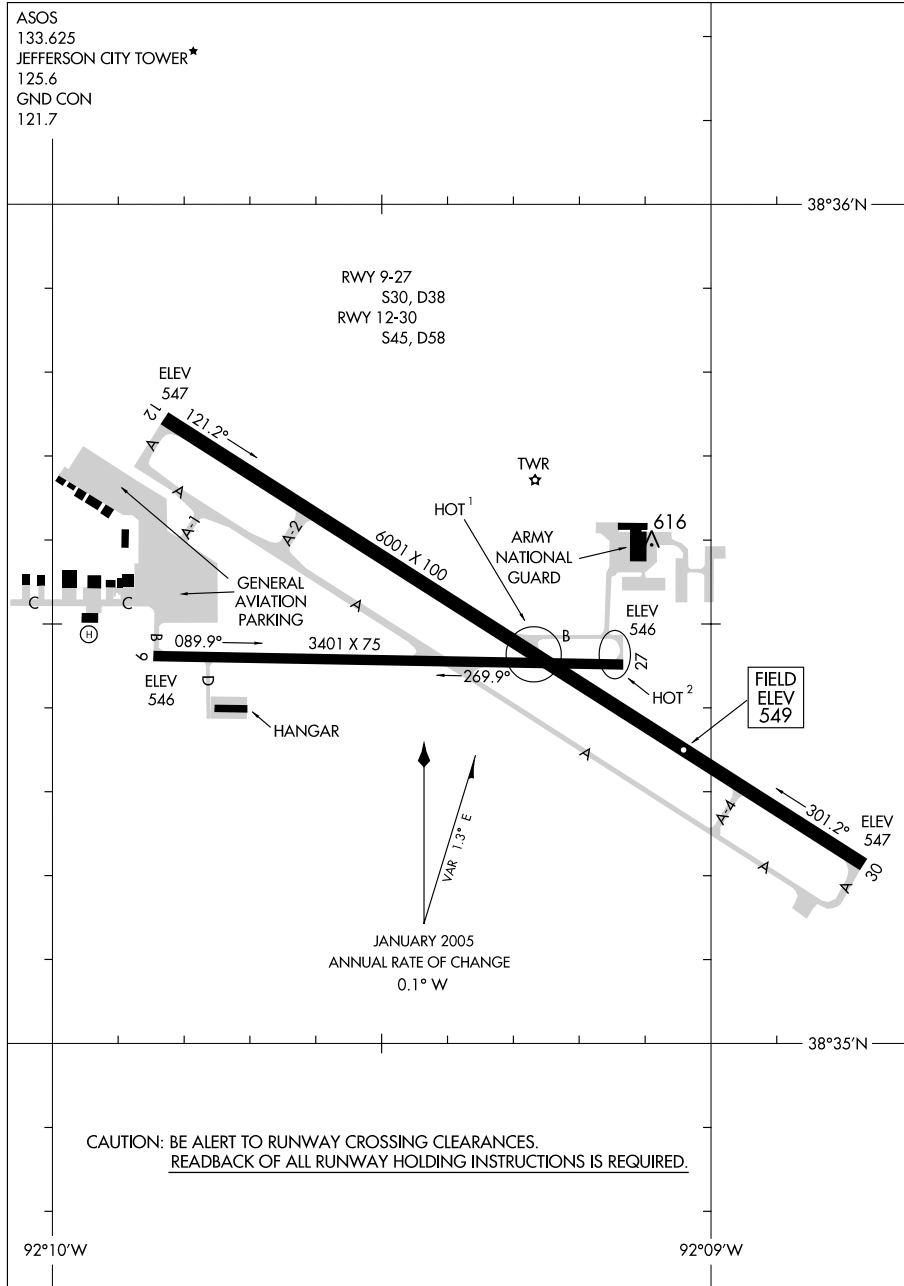 ASOS
133.625
JEFFERSON CITY TOWER★
125.6
GND CON
121.7
38°36'N
RWY 9-27
S30, D38
RWY 12-30
S45, D58
ELEV
547
12
121.2°
A
A
A-1
A-2
6001 X 100
TWR
HOT 1
ARMY
NATIONAL
GUARD
616
GENERAL
AVIATION
PARKING
A
C
C
H
B
ELEV
546
B
9
089.9°
3401 X 75
269.9°
27
HOT 2
ELEV
546
D
HANGAR
FIELD
ELEV
549
A
VAR 1.3° E
A-4
301.2°
ELEV
547
30
A
A
JANUARY 2005
ANNUAL RATE OF CHANGE
0.1° W
38°35'N
CAUTION: BE ALERT TO RUNWAY CROSSING CLEARANCES.
READBACK OF ALL RUNWAY HOLDING INSTRUCTIONS IS REQUIRED.
92°10'W
92°09'W